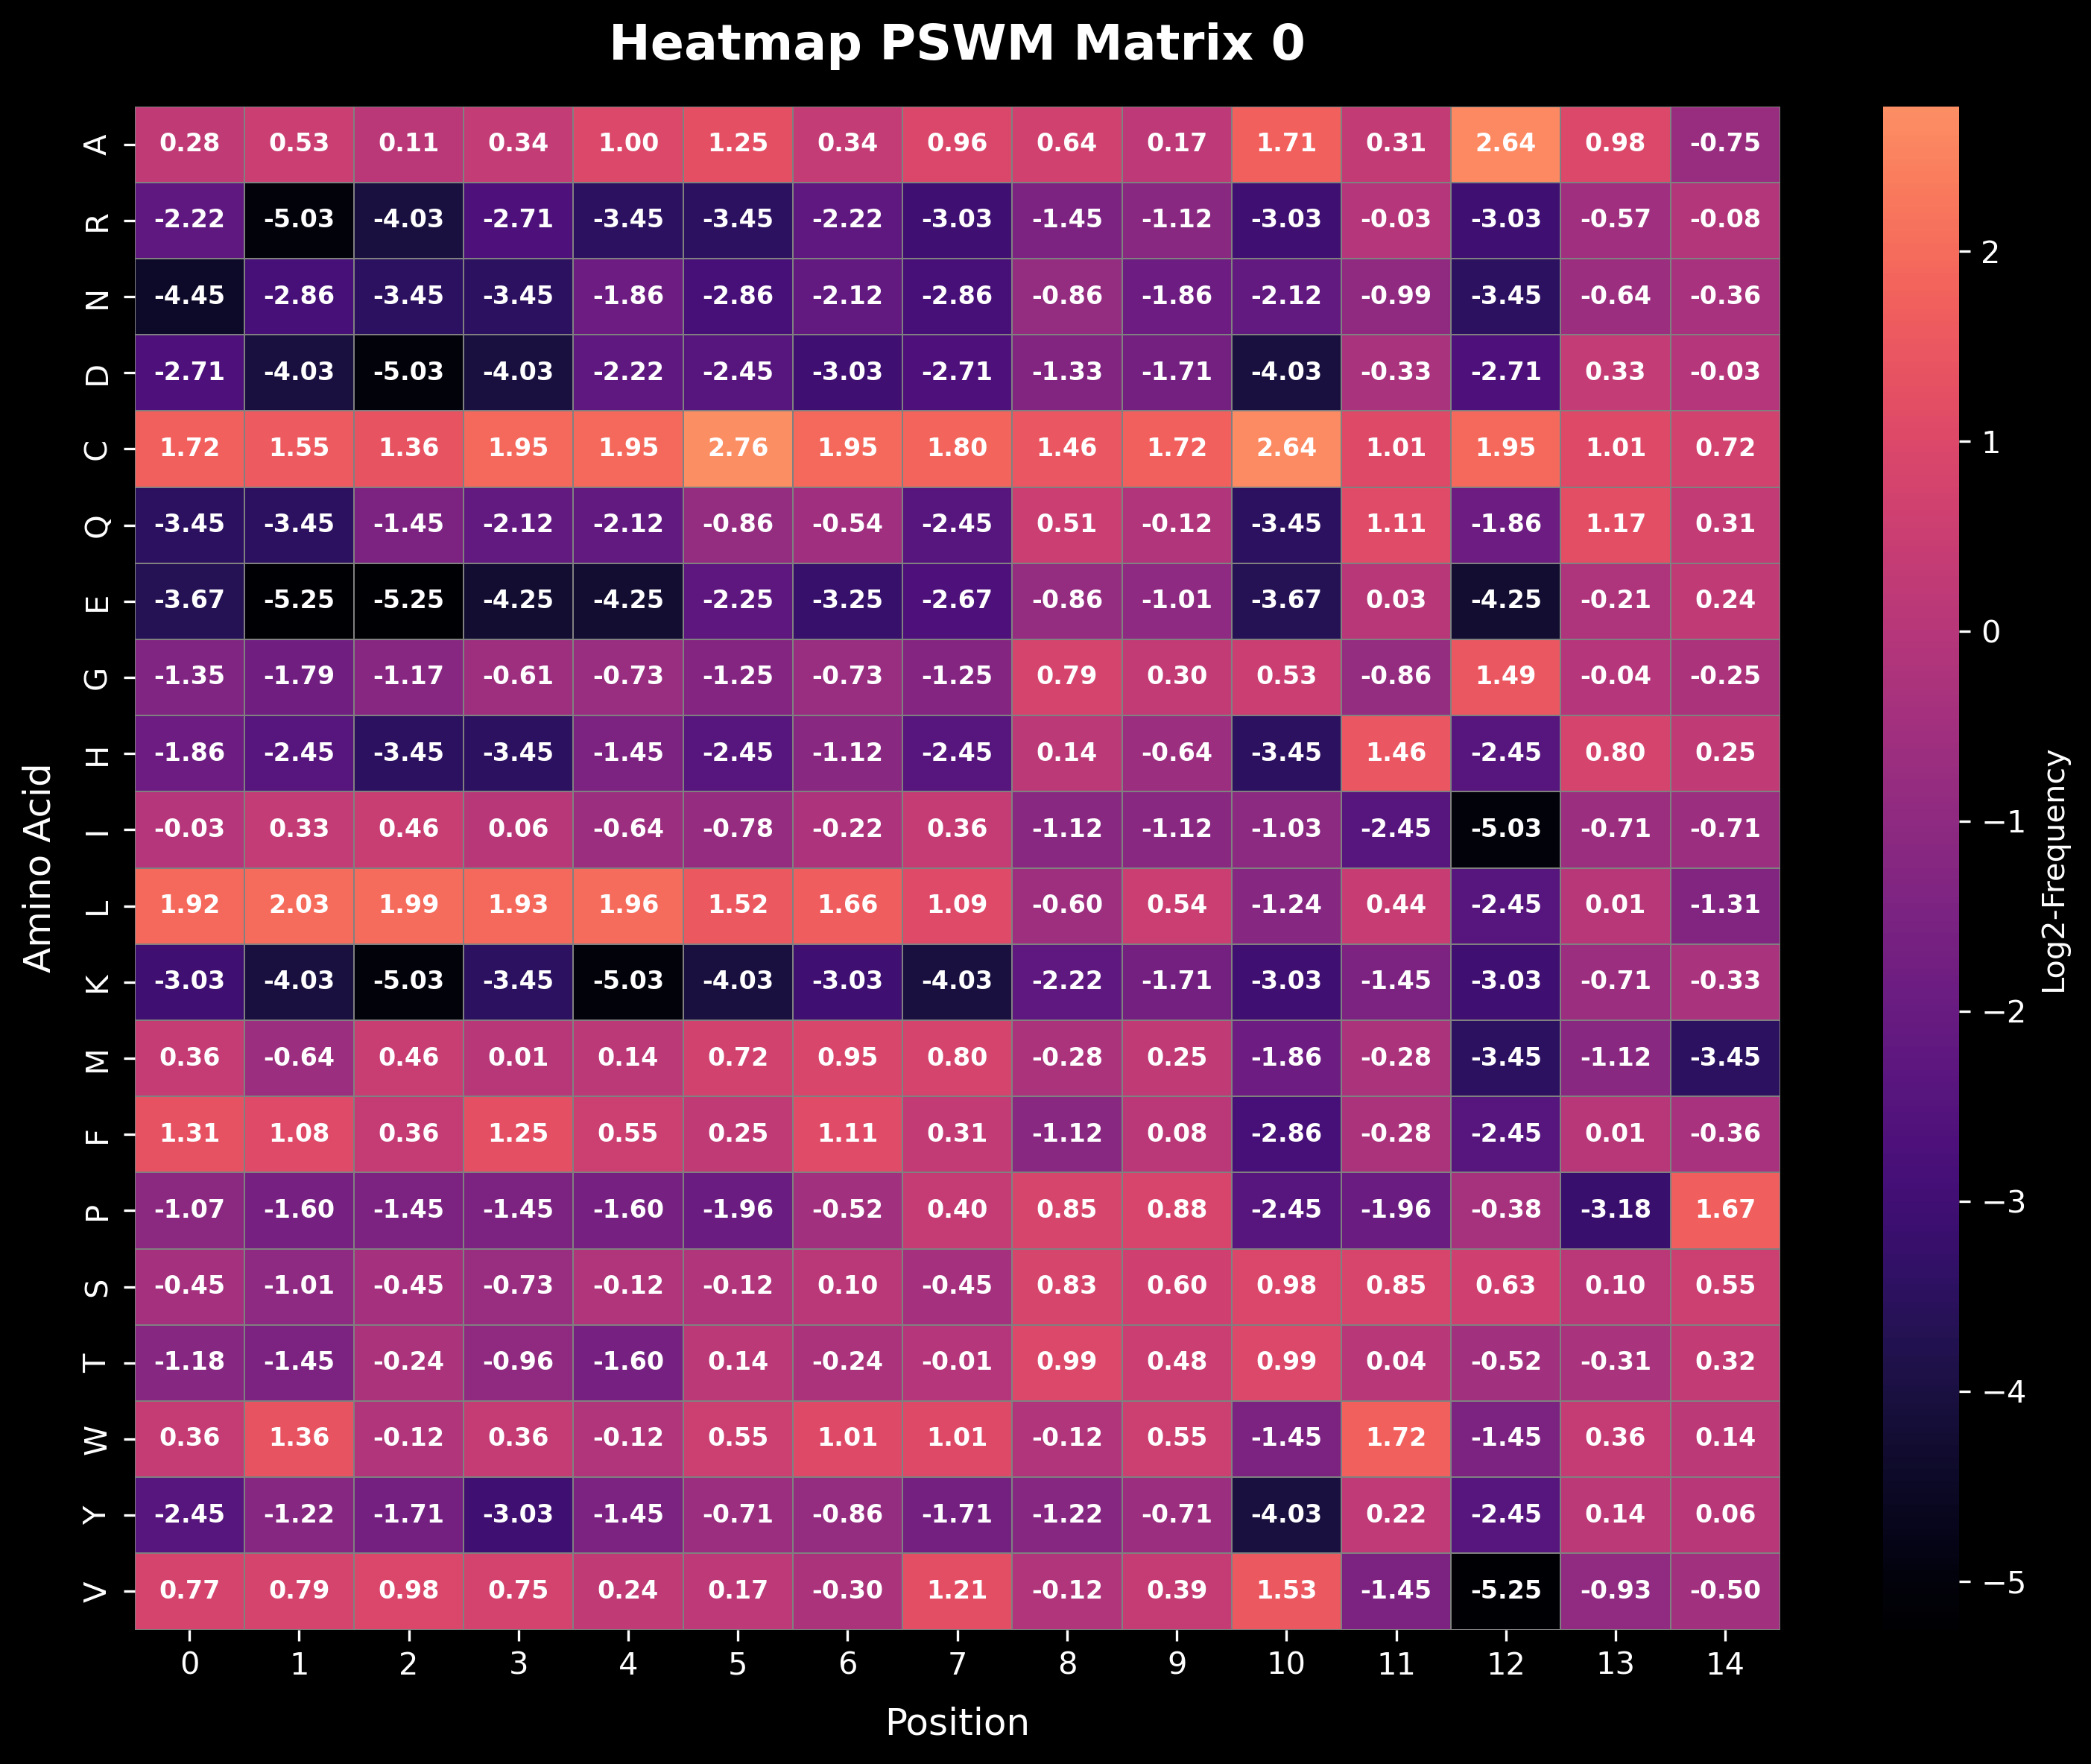 Heatmap PSWM Matrix 0
A 0.28 0.53 0.11 0.34 1.00 1.25 0.34 0.96 0.64 0.17 1.71 0.31 2.64 0.98 -0.75
R -2.22 -5.03 -4.03 -2.71 -3.45 -3.45 -2.22 -3.03 -1.45 -1.12 -3.03 -0.03 -3.03 -0.57 -0.08
N -4.45 -2.86 -3.45 -3.45 -1.86 -2.86 -2.12 -2.86 -0.86 -1.86 -2.12 -0.99 -3.45 -0.64 -0.36
D -2.71 -4.03 -5.03 -4.03 -2.22 -2.45 -3.03 -2.71 -1.33 -1.71 -4.03 -0.33 -2.71 0.33 -0.03
C 1.72 1.55 1.36 1.95 1.95 2.76 1.95 1.80 1.46 1.72 2.64 1.01 1.95 1.01 0.72
Q -3.45 -3.45 -1.45 -2.12 -2.12 -0.86 -0.54 -2.45 0.51 -0.12 -3.45 1.11 -1.86 1.17 0.31
E -3.67 -5.25 -5.25 -4.25 -4.25 -2.25 -3.25 -2.67 -0.86 -1.01 -3.67 0.03 -4.25 -0.21 0.24
G -1.35 -1.79 -1.17 -0.61 -0.73 -1.25 -0.73 -1.25 0.79 0.30 0.53 -0.86 1.49 -0.04 -0.25
H -1.86 -2.45 -3.45 -3.45 -1.45 -2.45 -1.12 -2.45 0.14 -0.64 -3.45 1.46 -2.45 0.80 0.25
I -0.03 0.33 0.46 0.06 -0.64 -0.78 -0.22 0.36 -1.12 -1.12 -1.03 -2.45 -5.03 -0.71 -0.71
L 1.92 2.03 1.99 1.93 1.96 1.52 1.66 1.09 -0.60 0.54 -1.24 0.44 -2.45 0.01 -1.31
K -3.03 -4.03 -5.03 -3.45 -5.03 -4.03 -3.03 -4.03 -2.22 -1.71 -3.03 -1.45 -3.03 -0.71 -0.33
M 0.36 -0.64 0.46 0.01 0.14 0.72 0.95 0.80 -0.28 0.25 -1.86 -0.28 -3.45 -1.12 -3.45
F 1.31 1.08 0.36 1.25 0.55 0.25 1.11 0.31 -1.12 0.08 -2.86 -0.28 -2.45 0.01 -0.36
P -1.07 -1.60 -1.45 -1.45 -1.60 -1.96 -0.52 0.40 0.85 0.88 -2.45 -1.96 -0.38 -3.18 1.67
S -0.45 -1.01 -0.45 -0.73 -0.12 -0.12 0.10 -0.45 0.83 0.60 0.98 0.85 0.63 0.10 0.55
T -1.18 -1.45 -0.24 -0.96 -1.60 0.14 -0.24 -0.01 0.99 0.48 0.99 0.04 -0.52 -0.31 0.32
W 0.36 1.36 -0.12 0.36 -0.12 0.55 1.01 1.01 -0.12 0.55 -1.45 1.72 -1.45 0.36 0.14
Y -2.45 -1.22 -1.71 -3.03 -1.45 -0.71 -0.86 -1.71 -1.22 -0.71 -4.03 0.22 -2.45 0.14 0.06
V 0.77 0.79 0.98 0.75 0.24 0.17 -0.30 1.21 -0.12 0.39 1.53 -1.45 -5.25 -0.93 -0.50
0 1 2 3 4 5 6 7 8 9 10 11 12 13 14
Position
Amino Acid
2
1
0
−1
−2
−3
−4
−5
Log2-Frequency